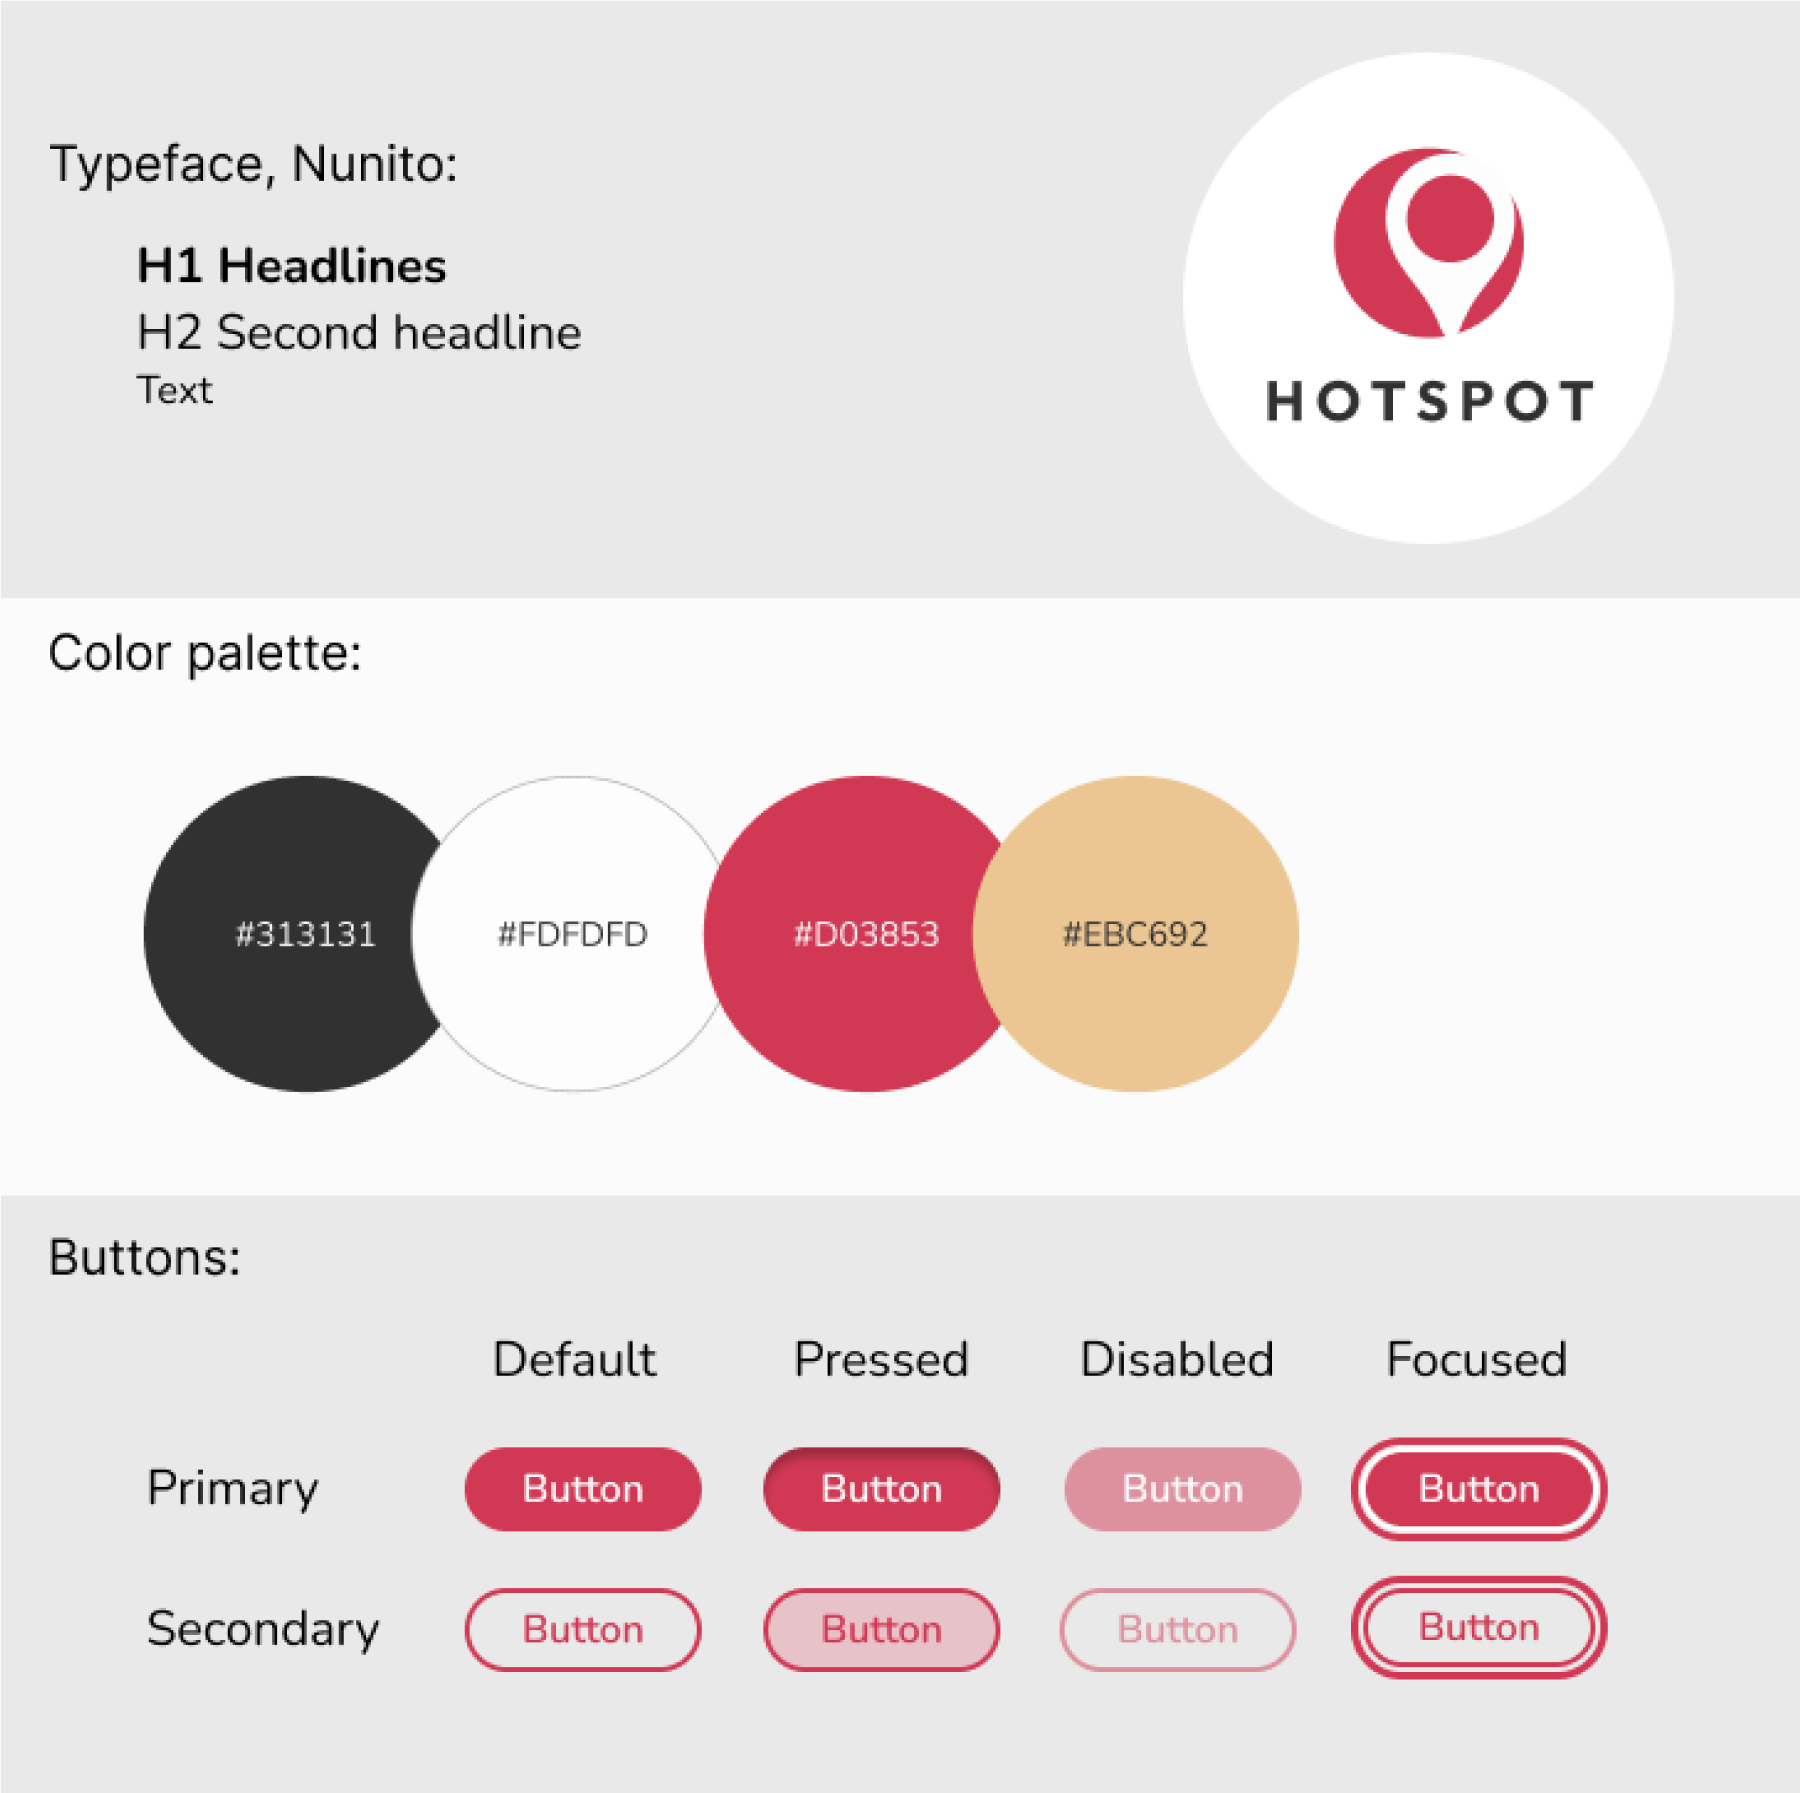 Typeface, Nunito:
H1 Headlines
H2 Second headline
Text
HOTSPOT
Color palette:
#313131
#FDFDFD
#D03853
#EBC692
Buttons:
Default Pressed Disabled Focused
Primary Button Button Button Button
Secondary Button Button Button Button